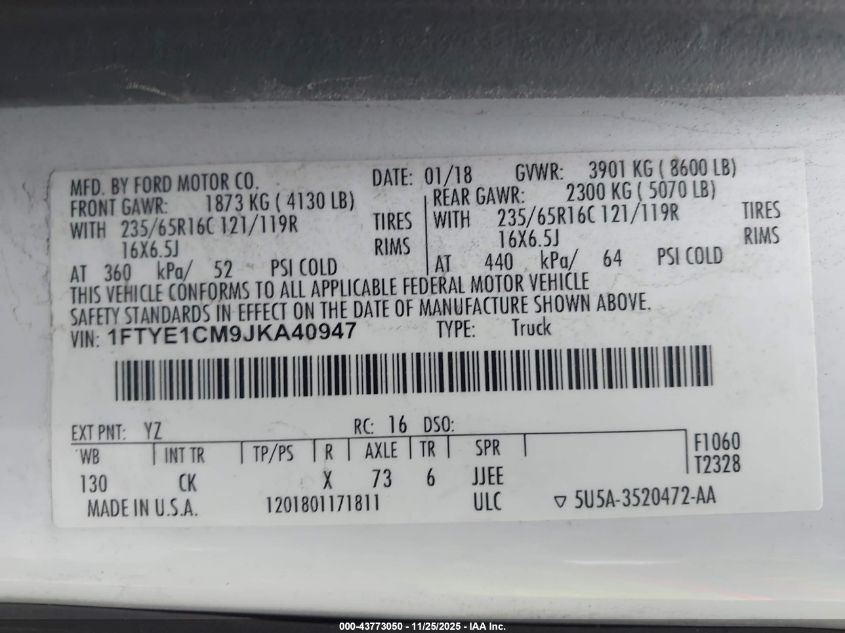 MFD. BY FORD MOTOR CO. DATE: 01/18 GVWR: 3901 KG ( 8600 LB)
FRONT GAWR: 1873 KG ( 4130 LB) REAR GAWR: 2300 KG ( 5070 LB)
WITH 235/65R16C 121/119R TIRES WITH 235/65R16C 121/119R TIRES
16X6.5J RIMS 16X6.5J RIMS
AT 360 kPa/ 52 PSI COLD AT 440 kPa/ 64 PSI COLD
THIS VEHICLE CONFORMS TO ALL APPLICABLE FEDERAL MOTOR VEHICLE
SAFETY STANDARDS IN EFFECT ON THE DATE OF MANUFACTURE SHOWN ABOVE.
VIN: 1FTYE1CM9JKA40947 TYPE: Truck
EXT PNT: YZ RC: 16 DSO:
WB INT TR TP/PS R AXLE TR SPR F1060
T2328
130 CK X 73 6 JJEE
MADE IN U.S.A. 1201801171811 ULC ▽ 5U5A-3520472-AA
000-43773050 - 11/25/2025 - IAA Inc.